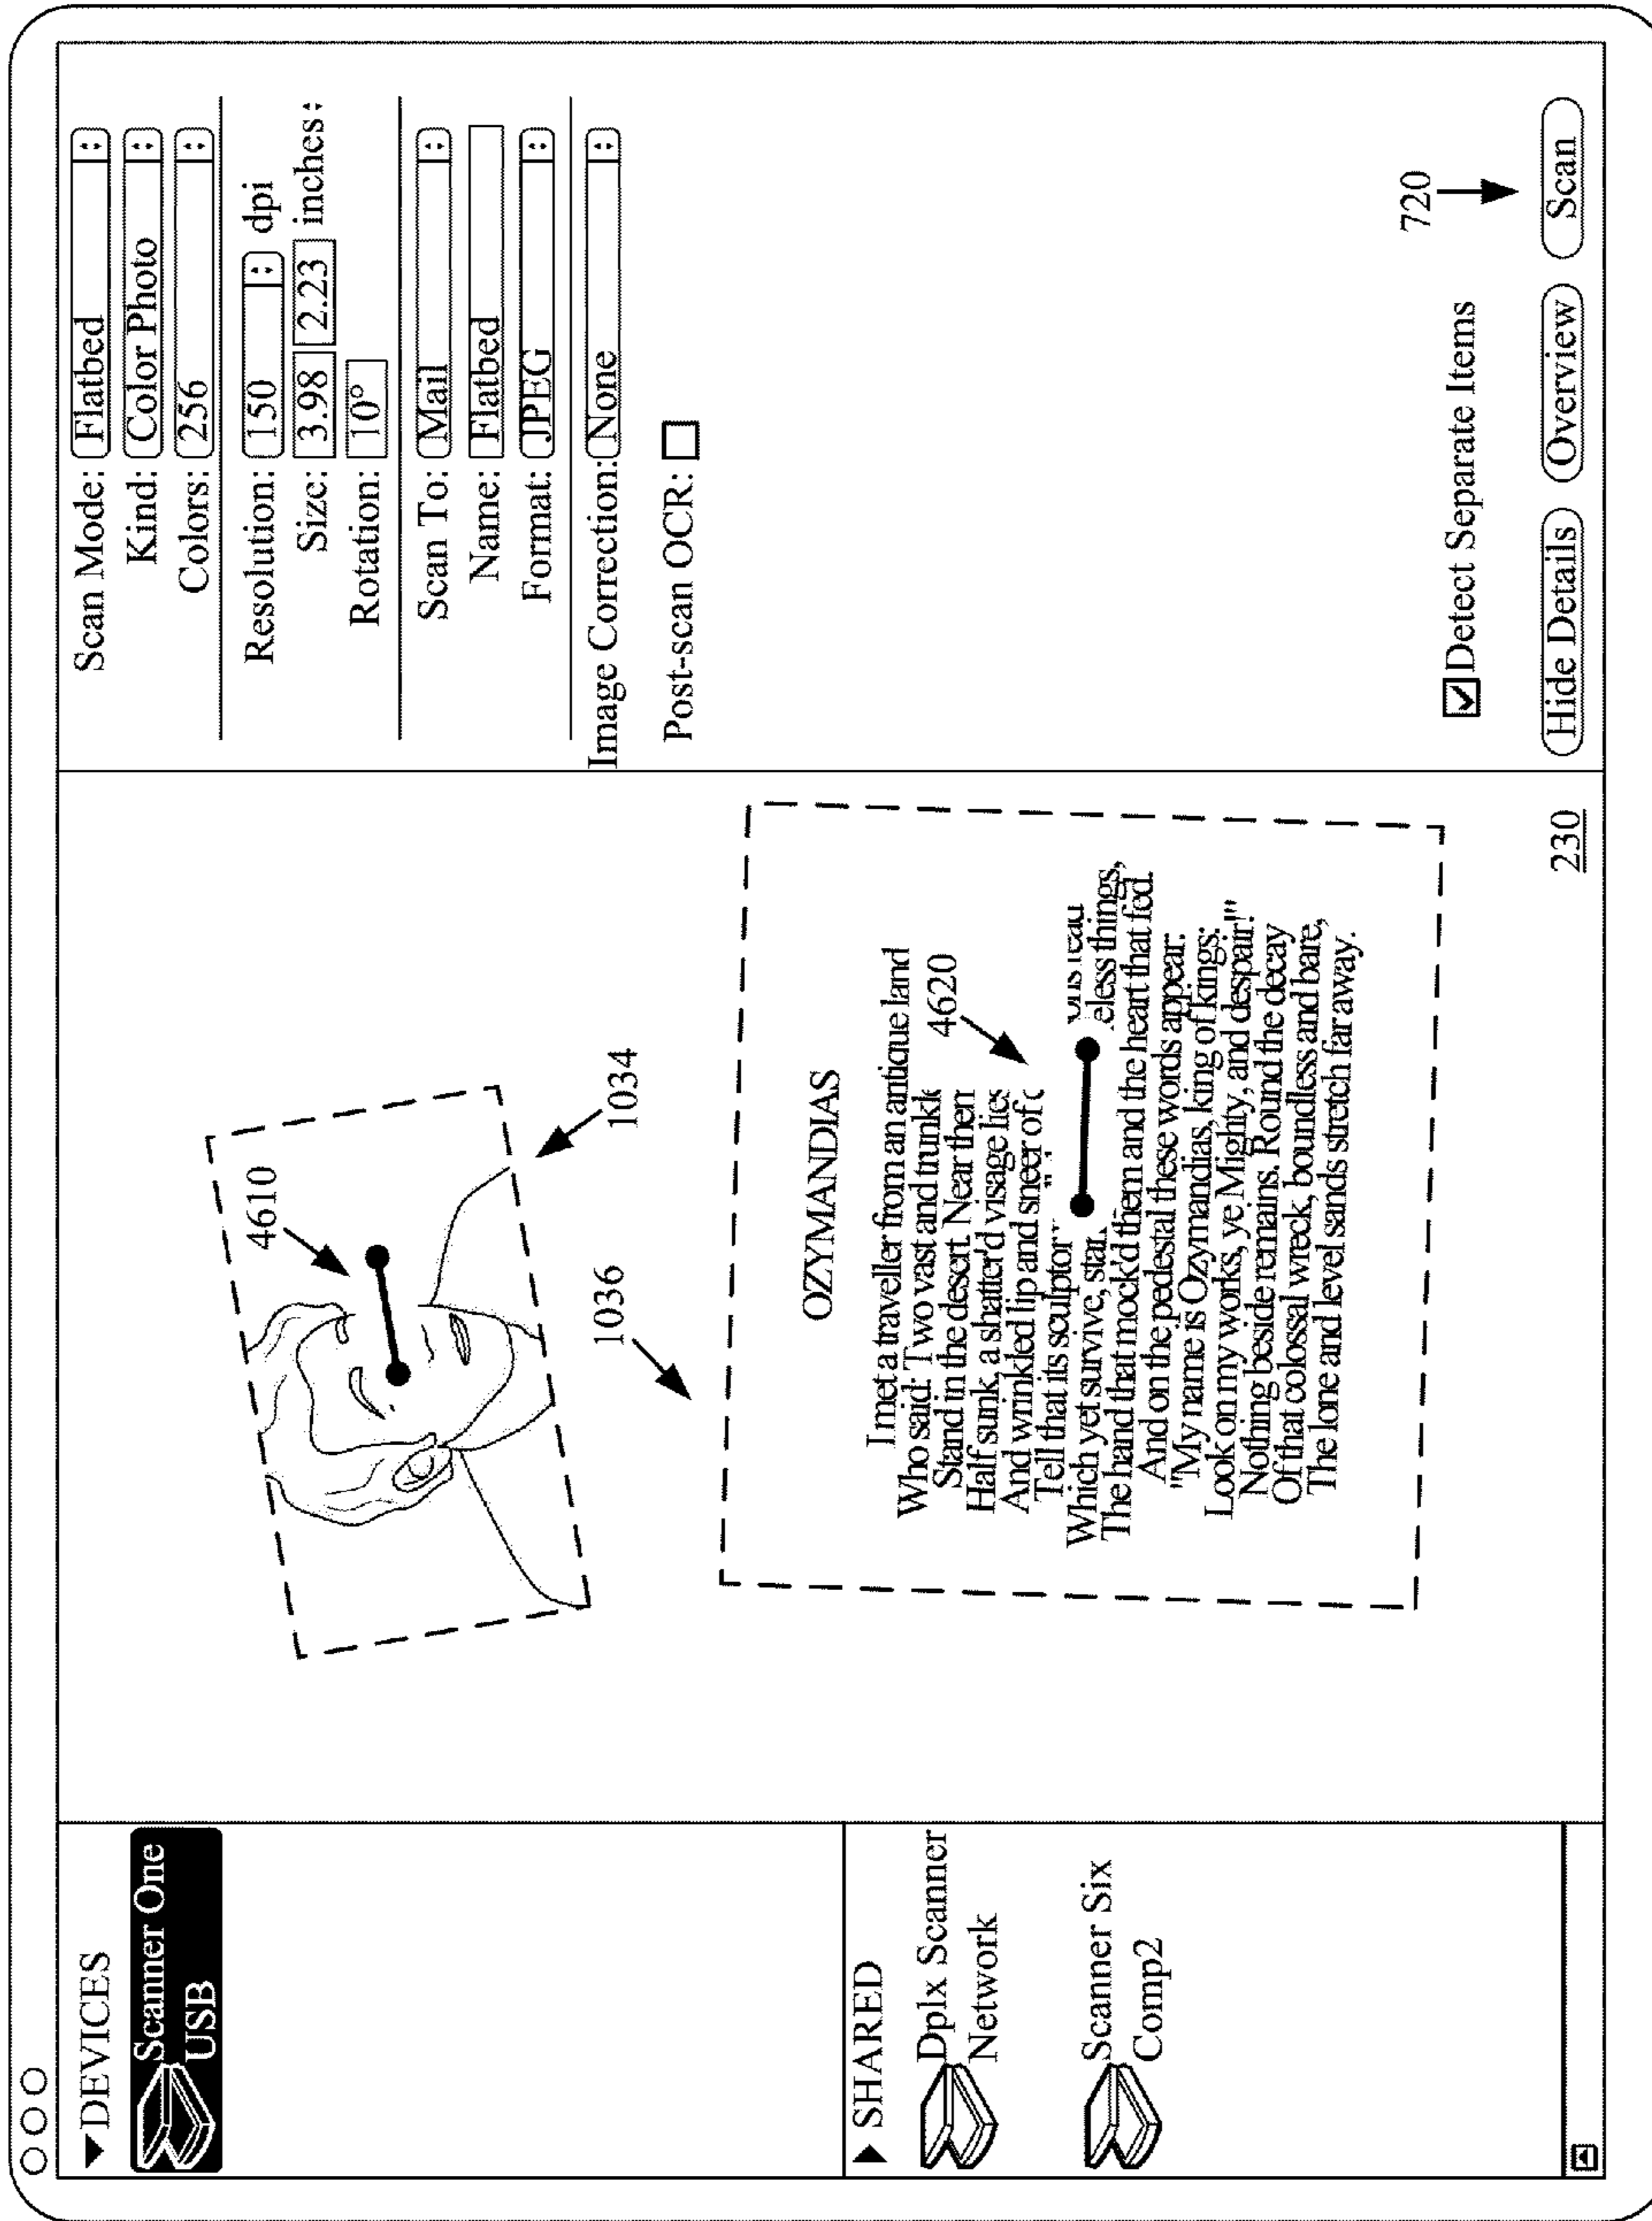 DEVICES
Scanner One
USB
SHARED
Dplx Scanner
Network
Scanner Six
Comp2
4610
1034
1036
OZYMANDIAS
I met a traveller from an antique land
Who said: Two vast and trunkle
Stand in the desert. Near then
Half sunk, a shatter'd visage lies
And wrinkled lip and sneer of c
4620
Tell that its sculptor
Which yet survive, star
eless things,
The hand that mock'd them and the heart that fed.
And on the pedestal these words appear:
"My name is Ozymandias, king of kings:
Look on my works, ye Mighty, and despair!"
Nothing beside remains. Round the decay
Of that colossal wreck, boundless and bare,
The lone and level sands stretch far away.
230
Scan Mode: Flatbed
Kind: Color Photo
Colors: 256
Resolution: 150 dpi
Size: 3.98 2.23 inches
Rotation: 10°
Scan To: Mail
Name: Flatbed
Format: JPEG
Image Correction: None
Post-scan OCR:
720
Detect Separate Items
Hide Details Overview Scan